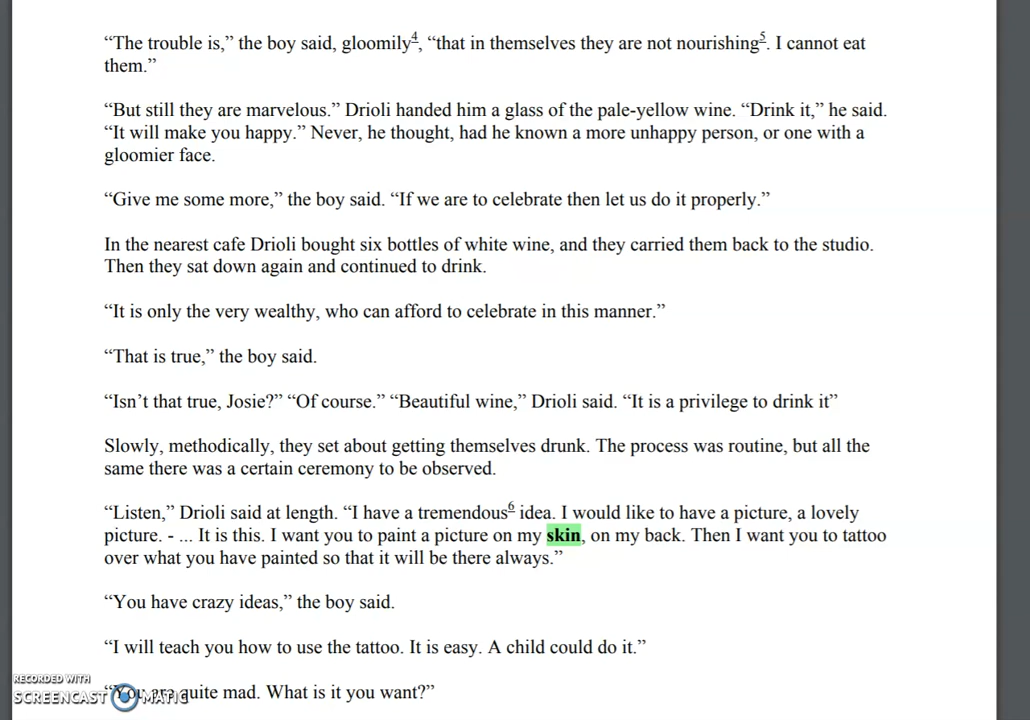 “The trouble is,” the boy said, gloomily4, “that in themselves they are not nourishing5. I cannot eat
them.”
“But still they are marvelous.” Drioli handed him a glass of the pale-yellow wine. “Drink it,” he said.
“It will make you happy.” Never, he thought, had he known a more unhappy person, or one with a
gloomier face.
“Give me some more,” the boy said. “If we are to celebrate then let us do it properly.”
In the nearest cafe Drioli bought six bottles of white wine, and they carried them back to the studio.
Then they sat down again and continued to drink.
“It is only the very wealthy, who can afford to celebrate in this manner.”
“That is true,” the boy said.
“Isn’t that true, Josie?” “Of course.” “Beautiful wine,” Drioli said. “It is a privilege to drink it”
Slowly, methodically, they set about getting themselves drunk. The process was routine, but all the
same there was a certain ceremony to be observed.
“Listen,” Drioli said at length. “I have a tremendous6 idea. I would like to have a picture, a lovely
picture. - ... It is this. I want you to paint a picture on my skin, on my back. Then I want you to tattoo
over what you have painted so that it will be there always.”
“You have crazy ideas,” the boy said.
“I will teach you how to use the tattoo. It is easy. A child could do it.”
“You are quite mad. What is it you want?”
RECORDED WITH
SCREENCAST MATIC